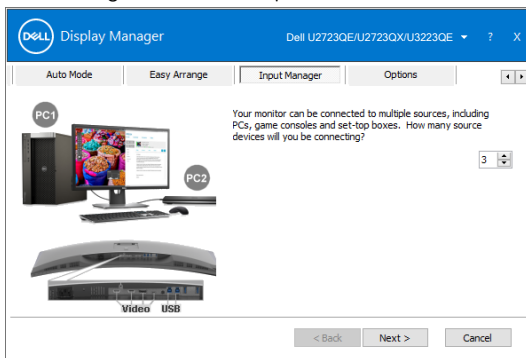 DELL Display Manager
Dell U2723QE/U2723QX/U3223QE ? X
Auto Mode Easy Arrange Input Manager Options
PC1
PC2
Video USB
Your monitor can be connected to multiple sources, including
PCs, game consoles and set-top boxes. How many source
devices will you be connecting?
3
< Back Next > Cancel